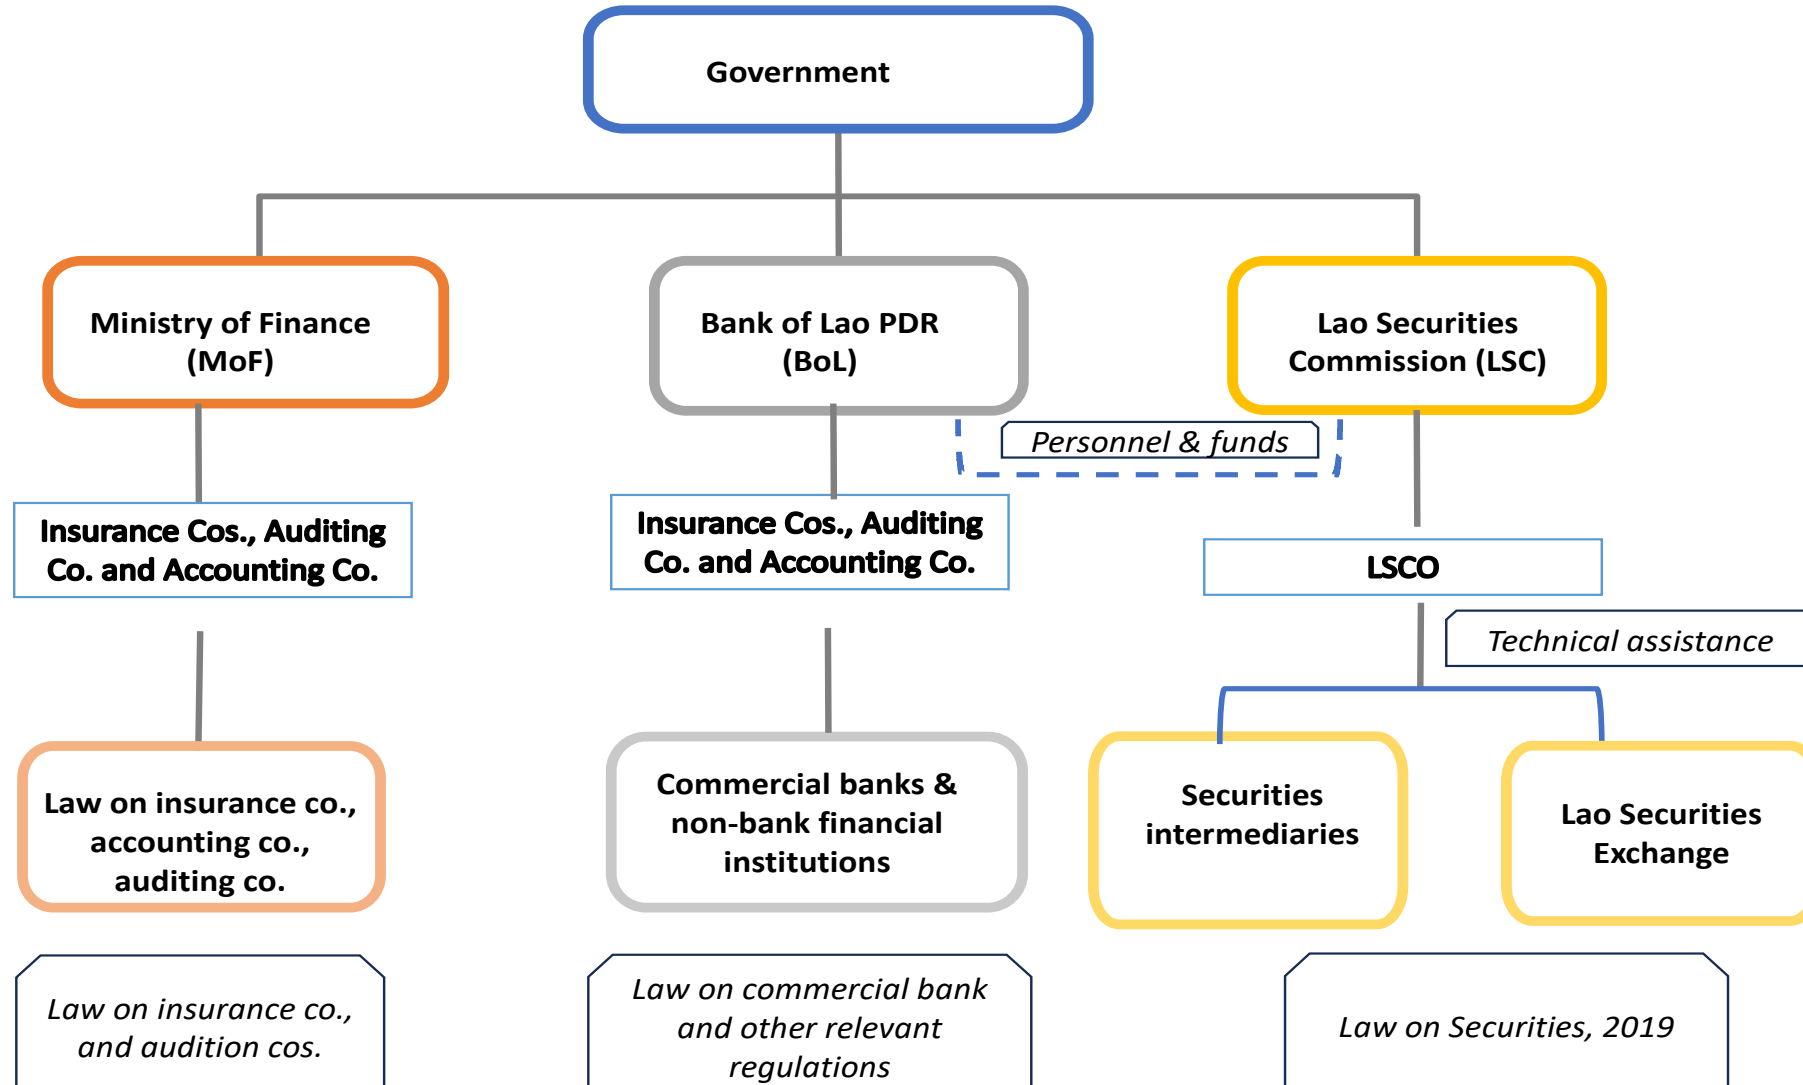 Government
Ministry of Finance
(MoF)
Bank of Lao PDR
(BoL)
Lao Securities
Commission (LSC)
Personnel & funds
Insurance Cos., Auditing
Co. and Accounting Co.
Insurance Cos., Auditing
Co. and Accounting Co.
LSCO
Technical assistance
Law on insurance co.,
accounting co.,
auditing co.
Commercial banks &
non-bank financial
institutions
Securities
intermediaries
Lao Securities
Exchange
Law on insurance co.,
and audition cos.
Law on commercial bank
and other relevant
regulations
Law on Securities, 2019